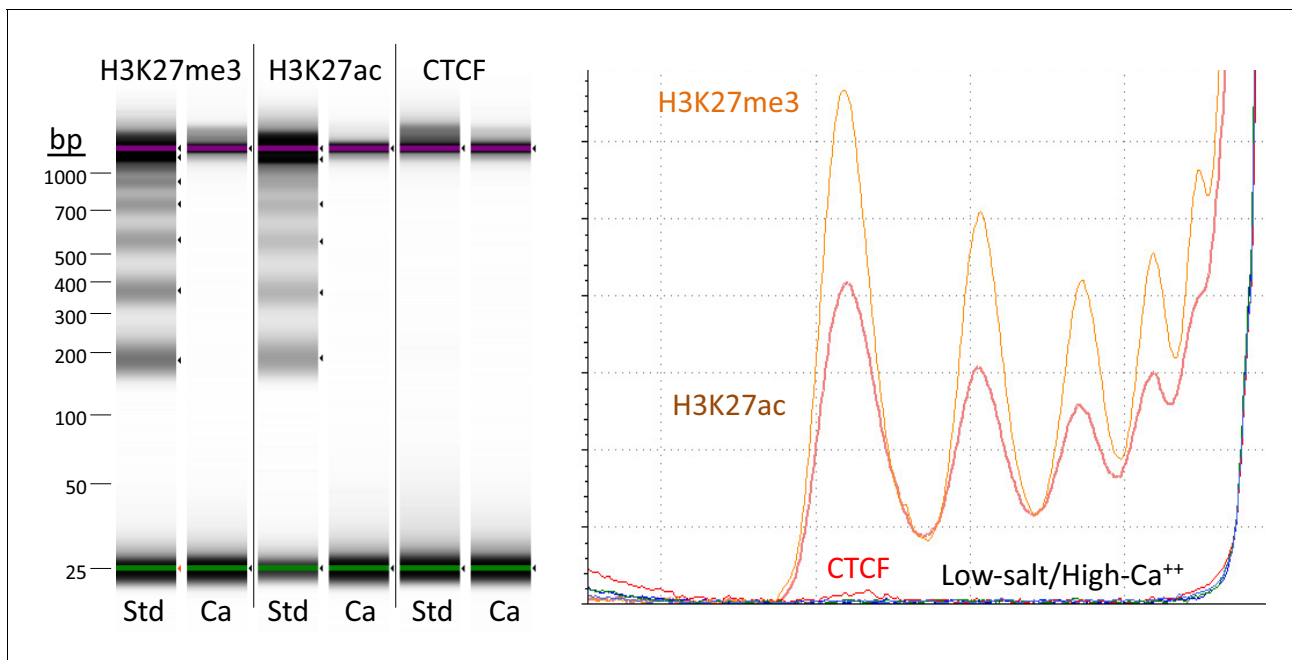 H3K27me3 H3K27ac CTCF
bp
1000
700
500
400
300
200
100
50
25
Std Ca Std Ca Std Ca
H3K27me3
H3K27ac
CTCF
Low-salt/High-Ca⁺⁺